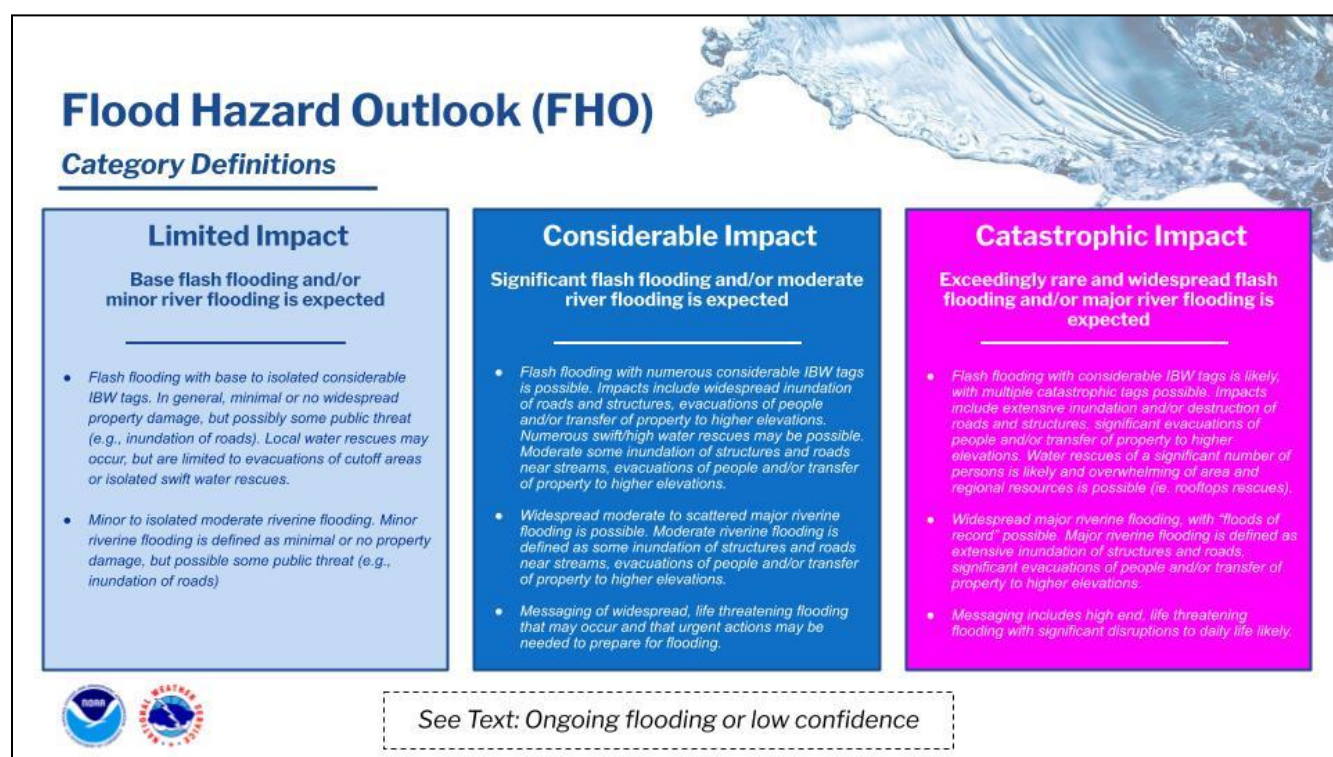 Flood Hazard Outlook (FHO)
Category Definitions
Limited Impact
Base flash flooding and/or
minor river flooding is expected
● Flash flooding with base to isolated considerable
IBW tags. In general, minimal or no widespread
property damage, but possibly some public threat
(e.g., inundation of roads). Local water rescues may
occur, but are limited to evacuations of cutoff areas
or isolated swift water rescues.
● Minor to isolated moderate riverine flooding. Minor
riverine flooding is defined as minimal or no property
damage, but possible some public threat (e.g.,
inundation of roads)
Considerable Impact
Significant flash flooding and/or moderate
river flooding is expected
● Flash flooding with numerous considerable IBW tags
is possible. Impacts include widespread inundation
of roads and structures, evacuations of people
and/or transfer of property to higher elevations.
Numerous swift/high water rescues may be possible.
Moderate some inundation of structures and roads
near streams, evacuations of people and/or transfer
of property to higher elevations.
● Widespread moderate to scattered major riverine
flooding is possible. Moderate riverine flooding is
defined as some inundation of structures and roads
near streams, evacuations of people and/or transfer
of property to higher elevations.
● Messaging of widespread, life threatening flooding
that may occur and that urgent actions may be
needed to prepare for flooding.
Catastrophic Impact
Exceedingly rare and widespread flash
flooding and/or major river flooding is
expected
● Flash flooding with considerable IBW tags is likely,
with multiple catastrophic tags possible. Impacts
include extensive inundation and/or destruction of
roads and structures, significant evacuations of
people and/or transfer of property to higher
elevations. Water rescues of a significant number of
persons is likely and overwhelming of area and
regional resources is possible (ie. rooftops rescues).
● Widespread major riverine flooding, with “floods of
record” possible. Major riverine flooding is defined as
extensive inundation of structures and roads,
significant evacuations of people and/or transfer of
property to higher elevations.
● Messaging includes high end, life threatening
flooding with significant disruptions to daily life likely.
NOAA
NATIONAL WEATHER SERVICE
See Text: Ongoing flooding or low confidence